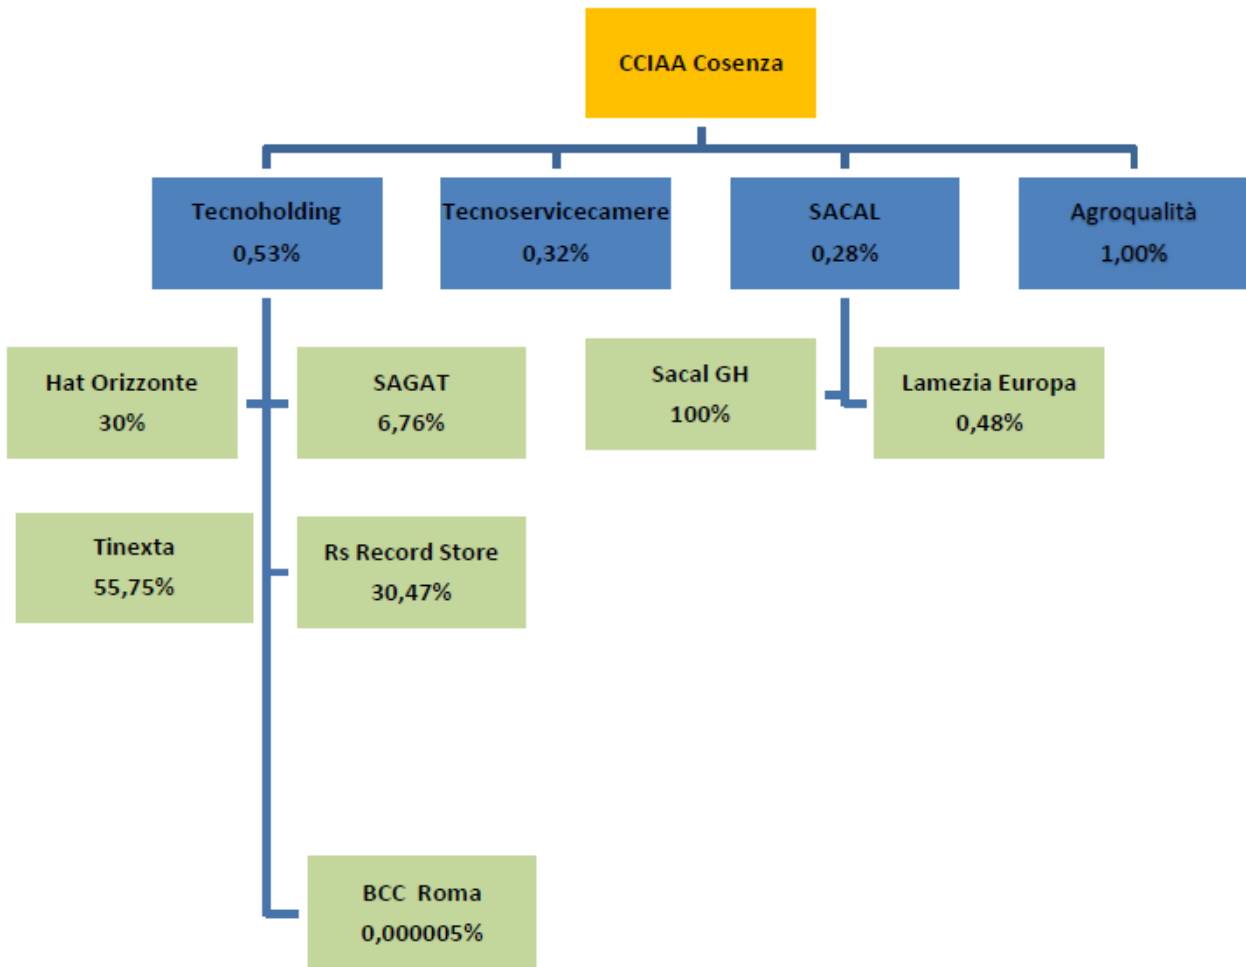 CCIAA Cosenza
Tecnoholding
0,53%
Tecnoservicecamere
0,32%
SACAL
0,28%
Agroqualità
1,00%
Hat Orizzonte
30%
SAGAT
6,76%
Sacal GH
100%
Lamezia Europa
0,48%
Tinexta
55,75%
Rs Record Store
30,47%
BCC  Roma
0,000005%